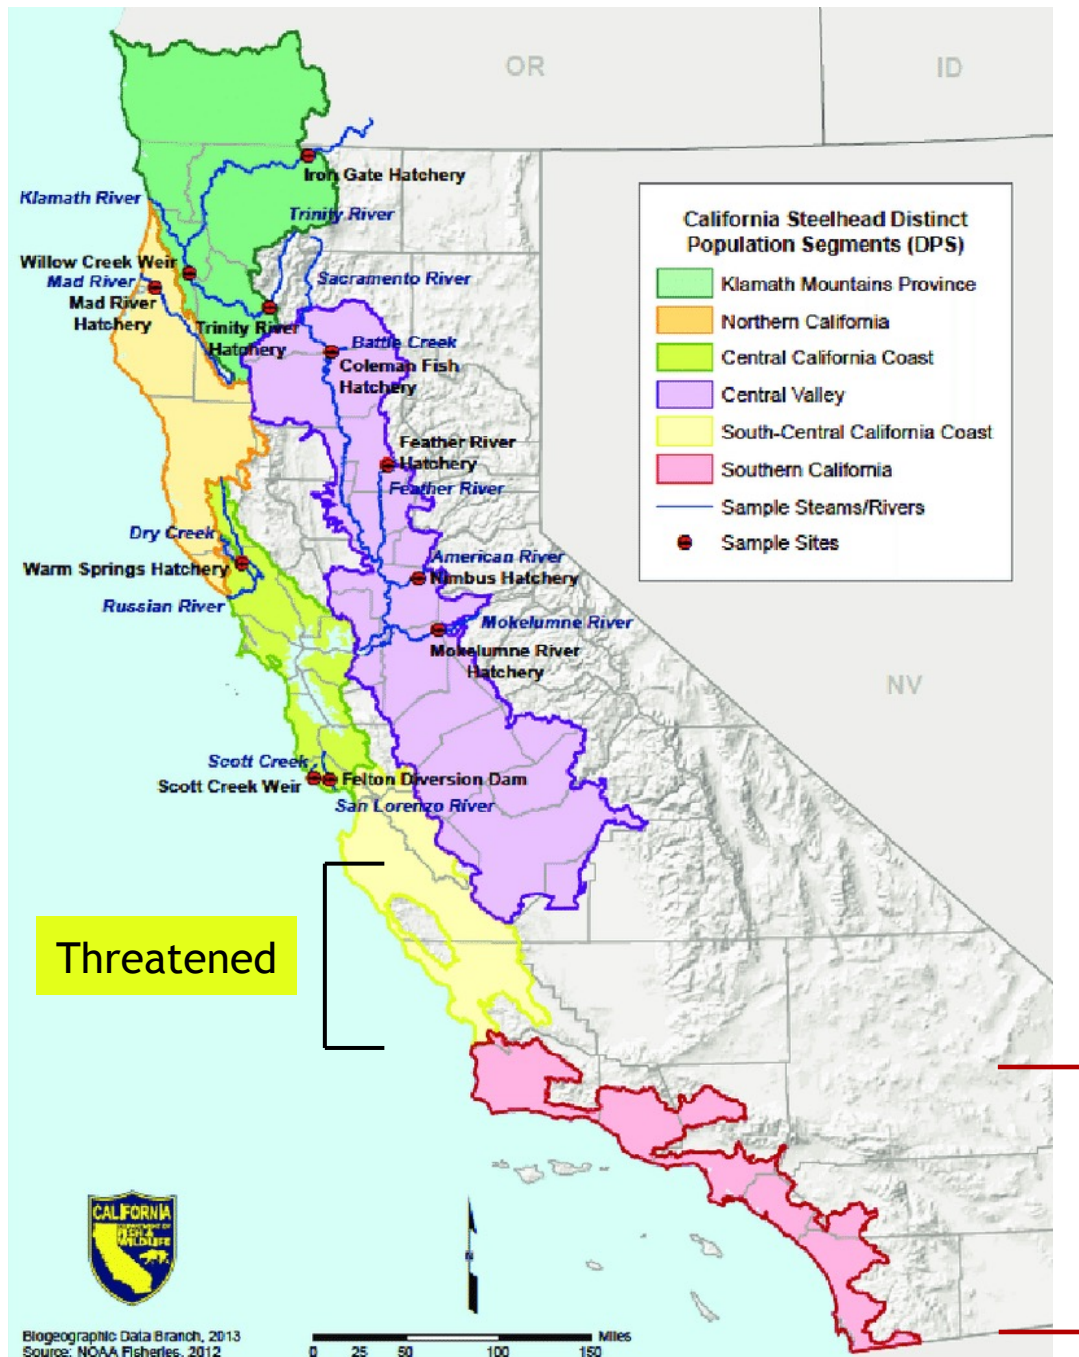 OR
ID
Iron Gate Hatchery
Klamath River
Trinity River
Willow Creek Weir
Mad River
Mad River
Hatchery
Sacramento River
Trinity River
Hatchery
Battle Creek
Coleman Fish
Hatchery
Feather River
Hatchery
Feather River
Dry Creek
Warm Springs Hatchery
Russian River
American River
Nimbus Hatchery
Mokelumne River
Mokelumne River
Hatchery
NV
Scott Creek
Scott Creek Weir
Felton Diversion Dam
San Lorenzo River
California Steelhead Distinct
Population Segments (DPS)
Klamath Mountains Province
Northern California
Central California Coast
Central Valley
South-Central California Coast
Southern California
Sample Steams/Rivers
Sample Sites
Threatened
CALIFORNIA
DEPARTMENT OF
FISH &
WILDLIFE
N
Biogeographic Data Branch, 2013
Source: NOAA Fisheries, 2012
Miles
0 25 50 100 150